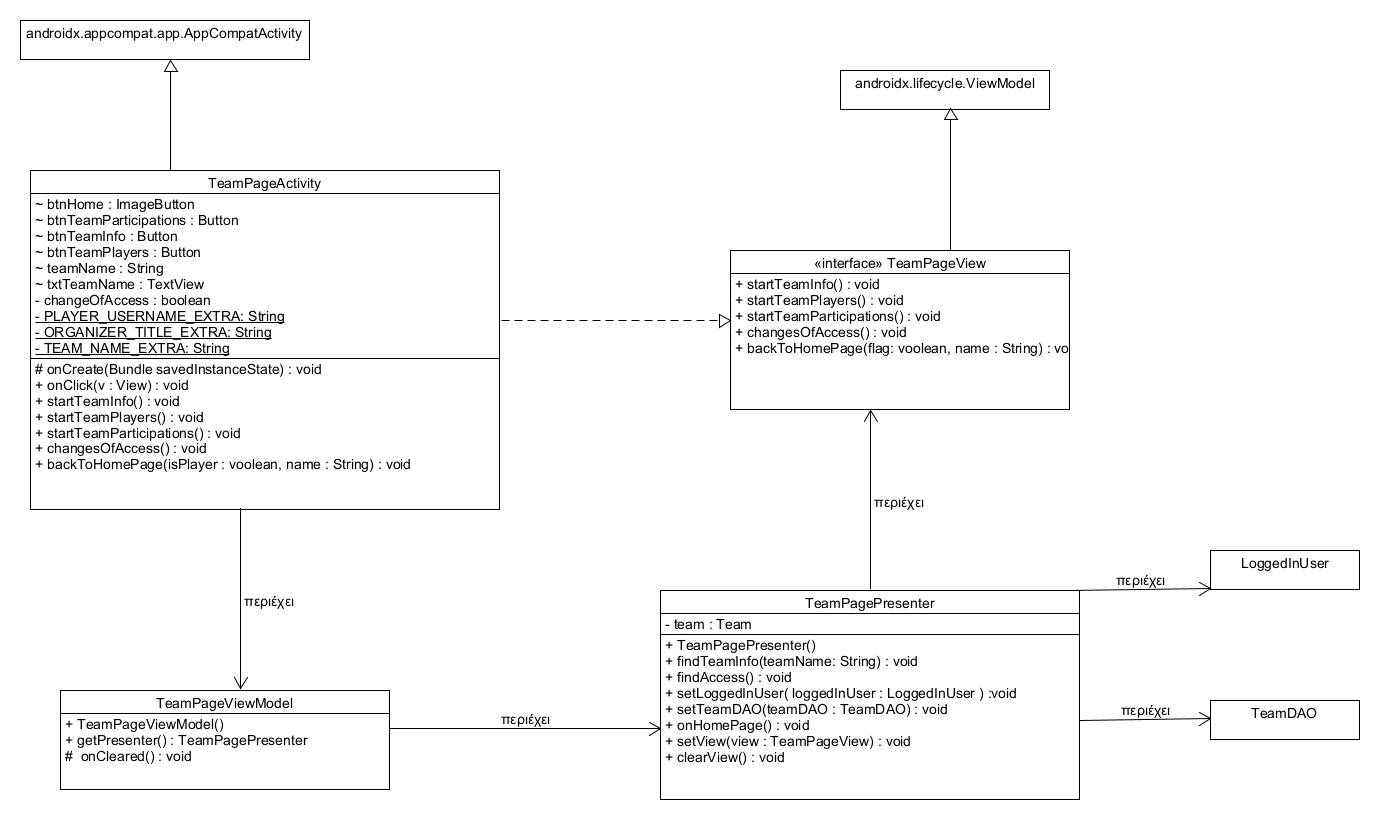 androidx.appcompat.app.AppCompatActivity
androidx.lifecycle.ViewModel
TeamPageActivity
~ btnHome : ImageButton
~ btnTeamParticipations : Button
~ btnTeamInfo : Button
~ btnTeamPlayers : Button
~ teamName : String
~ txtTeamName : TextView
- changeOfAccess : boolean
- PLAYER_USERNAME_EXTRA: String
- ORGANIZER_TITLE_EXTRA: String
- TEAM_NAME_EXTRA: String
# onCreate(Bundle savedInstanceState) : void
+ onClick(v : View) : void
+ startTeamInfo() : void
+ startTeamPlayers() : void
+ startTeamParticipations() : void
+ changesOfAccess() : void
+ backToHomePage(isPlayer : voolean, name : String) : void
«interface» TeamPageView
+ startTeamInfo() : void
+ startTeamPlayers() : void
+ startTeamParticipations() : void
+ changesOfAccess() : void
+ backToHomePage(flag: voolean, name : String) : vo
περιέχει
περιέχει
περιέχει
LoggedInUser
TeamPagePresenter
- team : Team
+ TeamPagePresenter()
+ findTeamInfo(teamName: String) : void
+ findAccess() : void
+ setLoggedInUser( loggedInUser : LoggedInUser ) :void
+ setTeamDAO(teamDAO : TeamDAO) : void
+ onHomePage() : void
+ setView(view : TeamPageView) : void
+ clearView() : void
TeamPageViewModel
+ TeamPageViewModel()
+ getPresenter() : TeamPagePresenter
# onCleared() : void
περιέχει
περιέχει
TeamDAO